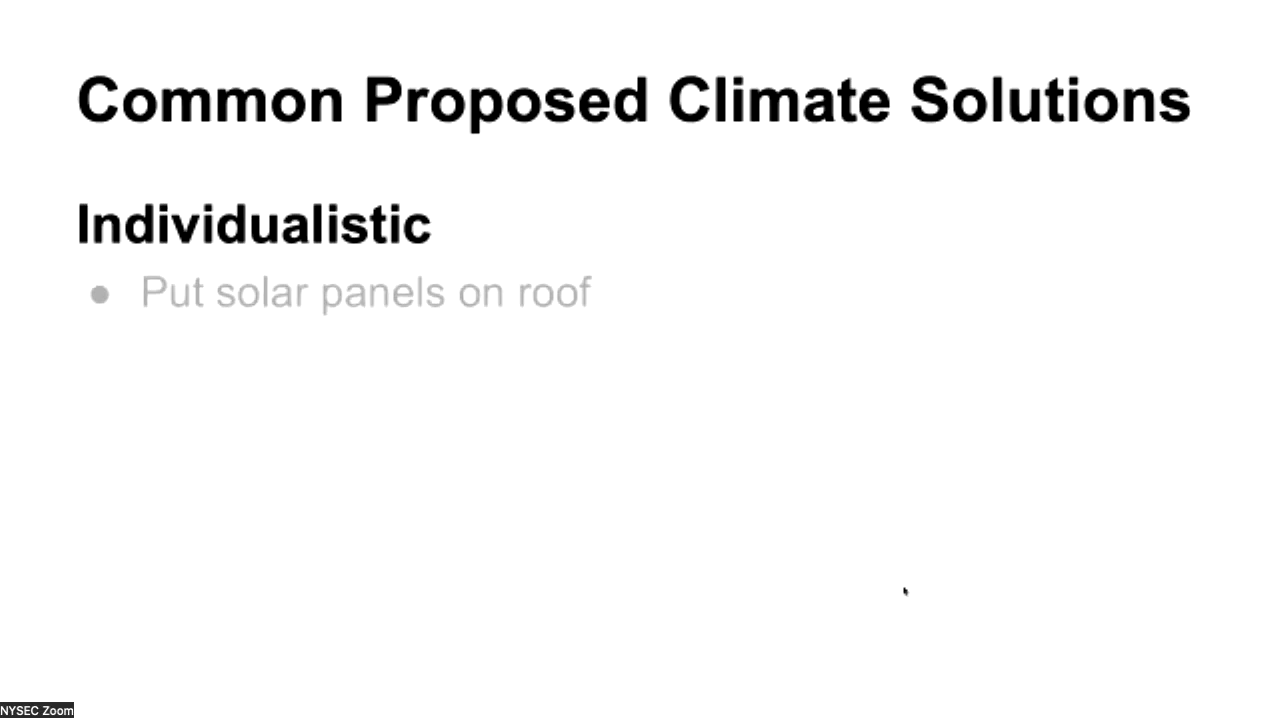 Common Proposed Climate Solutions
Individualistic
● Put solar panels on roof
NYSEC Zoom